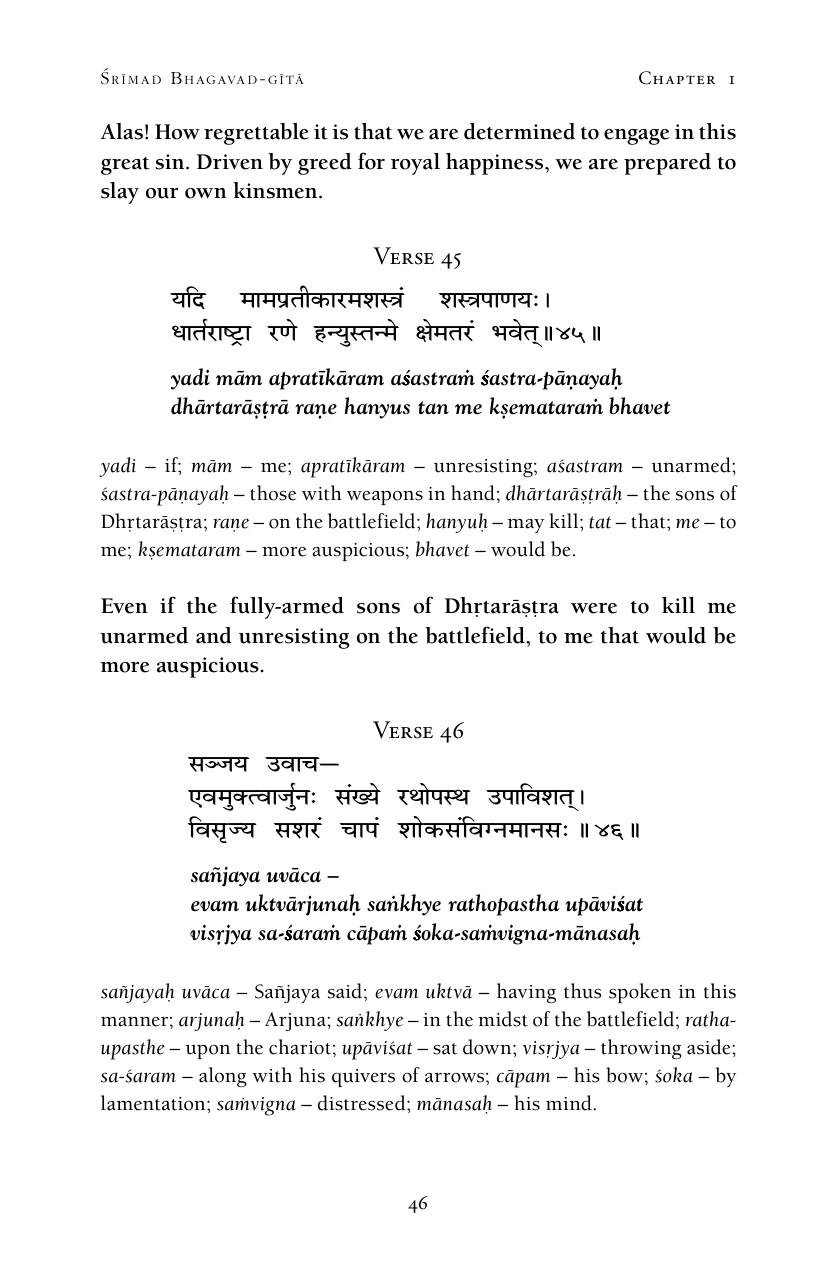 Śrīmad Bhagavad-gītā Chapter 1
Alas! How regrettable it is that we are determined to engage in this
great sin. Driven by greed for royal happiness, we are prepared to
slay our own kinsmen.
Verse 45
यदि मामप्रतीकारमशस्त्रं शस्त्रपाणयः।
धार्तराष्ट्रा रणे हन्युस्तन्मे क्षेमतरं भवेत्॥४५॥
yadi mām apratīkāram aśastraṁ śastra-pāṇayaḥ
dhārtarāṣṭrā raṇe hanyus tan me kṣemataraṁ bhavet
yadi – if; mām – me; apratīkāram – unresisting; aśastram – unarmed;
śastra-pāṇayaḥ – those with weapons in hand; dhārtarāṣṭrāḥ – the sons of
Dhṛtarāṣṭra; raṇe – on the battlefield; hanyuḥ – may kill; tat – that; me – to
me; kṣemataram – more auspicious; bhavet – would be.
Even if the fully-armed sons of Dhṛtarāṣṭra were to kill me
unarmed and unresisting on the battlefield, to me that would be
more auspicious.
Verse 46
सञ्जय उवाच—
एवमुक्त्वार्जुनः संख्ये रथोपस्थ उपाविशत्।
विसृज्य सशरं चापं शोकसंविग्नमानसः ॥४६॥
sañjaya uvāca –
evam uktvārjunaḥ saṅkhye rathopastha upāviśat
visṛjya sa-śaraṁ cāpaṁ śoka-saṁvigna-mānasaḥ
sañjayaḥ uvāca – Sañjaya said; evam uktvā – having thus spoken in this
manner; arjunaḥ – Arjuna; saṅkhye – in the midst of the battlefield; ratha-
upasthe – upon the chariot; upāviśat – sat down; visṛjya – throwing aside;
sa-śaram – along with his quivers of arrows; cāpam – his bow; śoka – by
lamentation; saṁvigna – distressed; mānasaḥ – his mind.
46